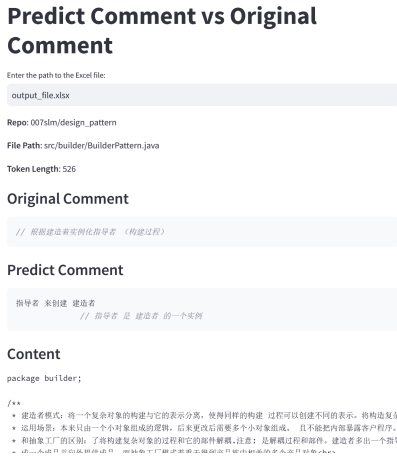 Predict Comment vs Original
Comment
Enter the path to the Excel file:
output_file.xlsx
Repo: 007slm/design_pattern
File Path: src/builder/BuilderPattern.java
Token Length: 526
Original Comment
// 根据建造者实例化指导者 （构建过程）
Predict Comment
指导者 来创建 建造者
// 指导者 是 建造者 的一个实例
Content
package builder;
/**
* 建造者模式：将一个复杂对象的构建与它的表示分离，使得同样的构建 过程可以创建不同的表示，将构造复杂
* 运用场景：本来只由一个小对象组成的逻辑，后来更改后需要多个小对象组成， 且不能把内部暴露客户程序。
* 和抽象工厂的区别：了将构建复杂对象的过程和它的部件解耦.注意: 是解耦过程和部件。建造者多出一个指导